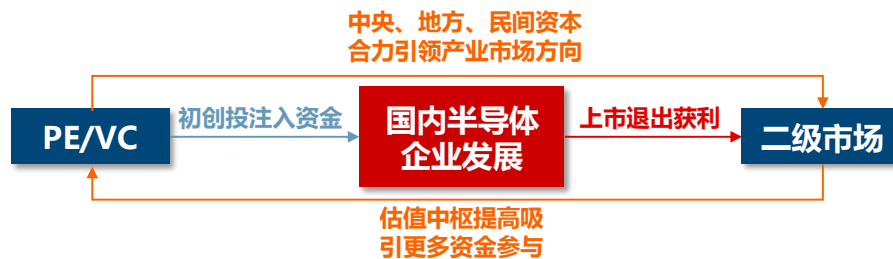 中央、地方、民间资本
合力引领产业市场方向
PE/VC
初创投注入资金
国内半导体
企业发展
上市退出获利
二级市场
估值中枢提高吸
引更多资金参与